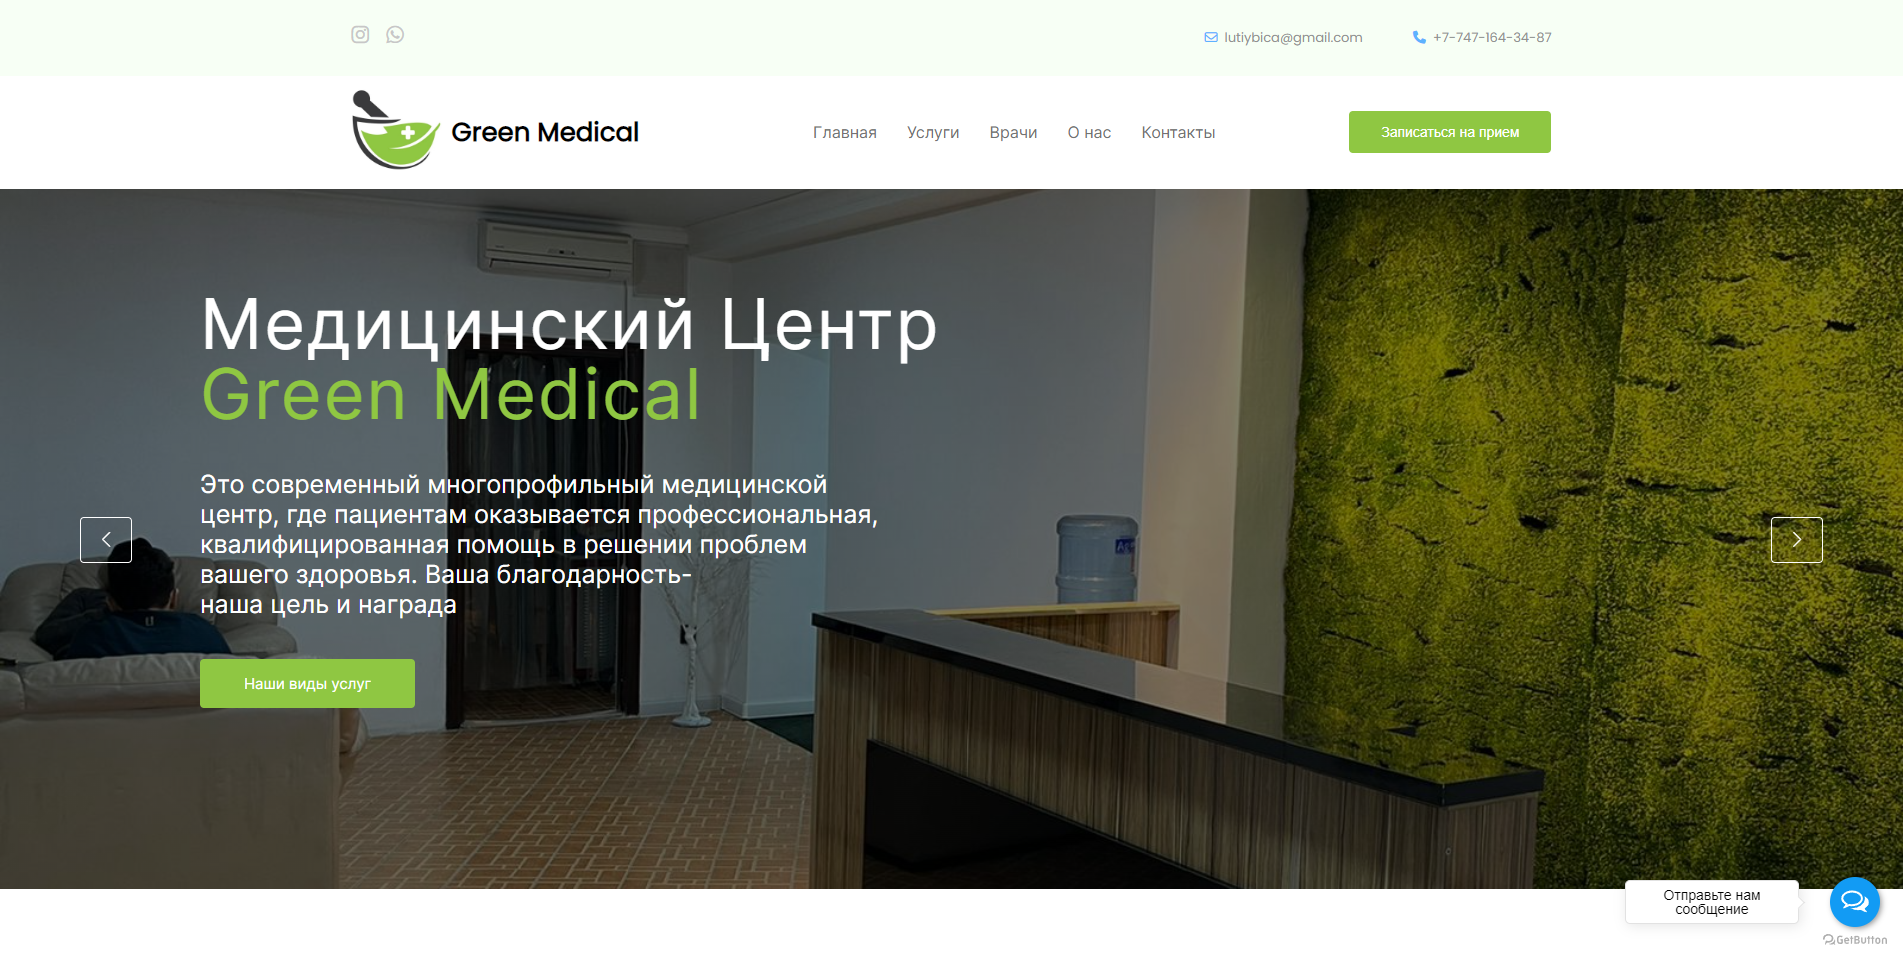 lutiybica@gmail.com
+7-747-164-34-87
Green Medical
Главная
Услуги
Врачи
О нас
Контакты
Записаться на прием
Медицинский Центр
Green Medical
Это современный многопрофильный медицинской
центр, где пациентам оказывается профессиональная,
квалифицированная помощь в решении проблем
вашего здоровья. Ваша благодарность-
наша цель и награда
Наши виды услуг
Отправьте нам
сообщение
GetButton